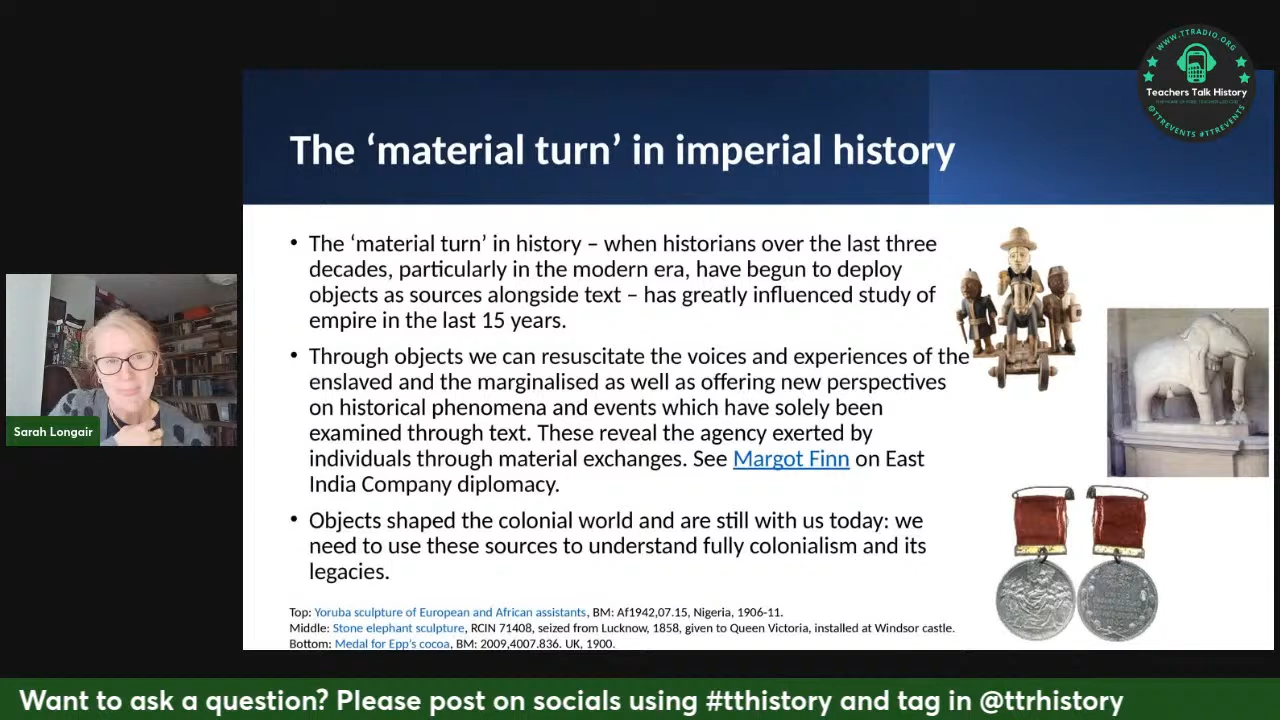 WWW.TTRADIO.ORG
Teachers Talk History
@TTREVENTS #TTREVENTS
The ‘material turn’ in imperial history
• The ‘material turn’ in history – when historians over the last three
decades, particularly in the modern era, have begun to deploy
objects as sources alongside text – has greatly influenced study of
empire in the last 15 years.
• Through objects we can resuscitate the voices and experiences of the
enslaved and the marginalised as well as offering new perspectives
on historical phenomena and events which have solely been
examined through text. These reveal the agency exerted by
individuals through material exchanges. See Margot Finn on East
India Company diplomacy.
• Objects shaped the colonial world and are still with us today: we
need to use these sources to understand fully colonialism and its
legacies.
Top: Yoruba sculpture of European and African assistants, BM: Af1942,07.15, Nigeria, 1906-11.
Middle: Stone elephant sculpture, RCIN 71408, seized from Lucknow, 1858, given to Queen Victoria, installed at Windsor castle.
Bottom: Medal for Epp's cocoa, BM: 2009,4007.836. UK, 1900.
Sarah Longair
Want to ask a question? Please post on socials using #tthistory and tag in @ttrhistory